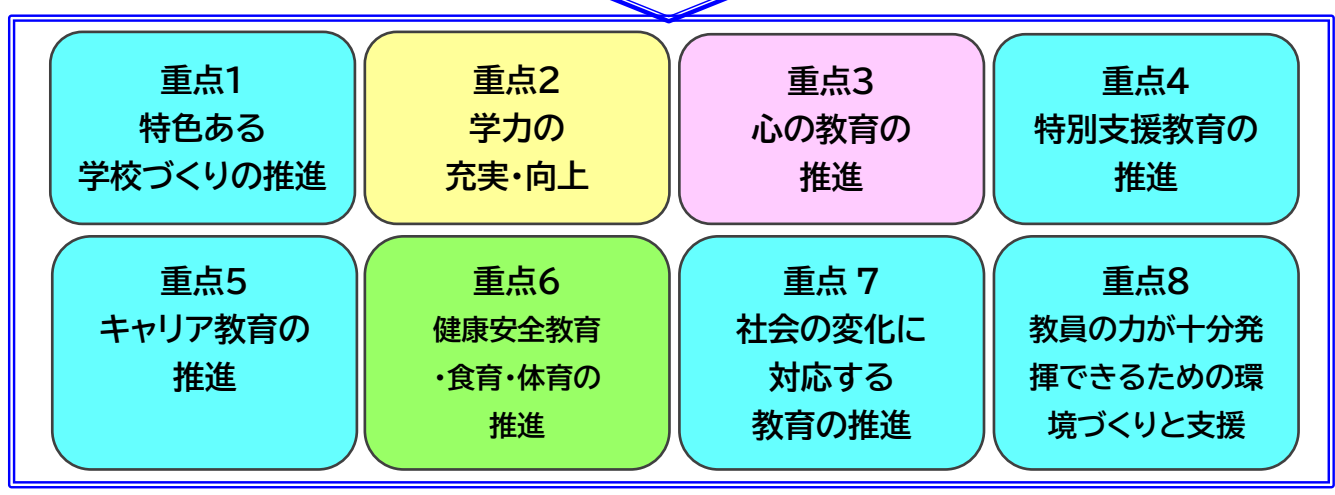 重点1
特色ある
学校づくりの推進
重点2
学力の
充実・向上
重点3
心の教育の
推進
重点4
特別支援教育の
推進
重点5
キャリア教育の
推進
重点6
健康安全教育
・食育・体育の
推進
重点 7
社会の変化に
対応する
教育の推進
重点8
教員の力が十分発
揮できるための環
境づくりと支援